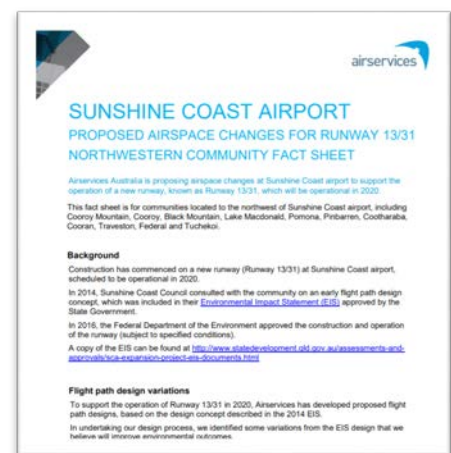 airservices
SUNSHINE COAST AIRPORT
PROPOSED AIRSPACE CHANGES FOR RUNWAY 13/31
NORTHWESTERN COMMUNITY FACT SHEET
Airservices Australia is proposing airspace changes at Sunshine Coast airport to support the
operation of a new runway, known as Runway 13/31, which will be operational in 2020.
This fact sheet is for communities located to the northwest of Sunshine Coast airport, including
Cooroy Mountain, Cooroy, Black Mountain, Lake Macdonald, Pomona, Pinbarren, Cootharaba,
Cooran, Traveston, Federal and Tuchekoi.
Background
Construction has commenced on a new runway (Runway 13/31) at Sunshine Coast airport,
scheduled to be operational in 2020.
In 2014, Sunshine Coast Council consulted with the community on an early flight path design
concept, which was included in their Environmental Impact Statement (EIS) approved by the
State Government.
In 2016, the Federal Department of the Environment approved the construction and operation
of the runway (subject to specified conditions).
A copy of the EIS can be found at http://www.statedevelopment.qld.gov.au/assessments-and-
approvals/sca-expansion-project-eis-documents.html
Flight path design variations
To support the operation of Runway 13/31 in 2020, Airservices has developed proposed flight
path designs, based on the design concept described in the 2014 EIS.
In undertaking our design process, we identified some variations from the EIS design that we
believe will improve environmental outcomes.